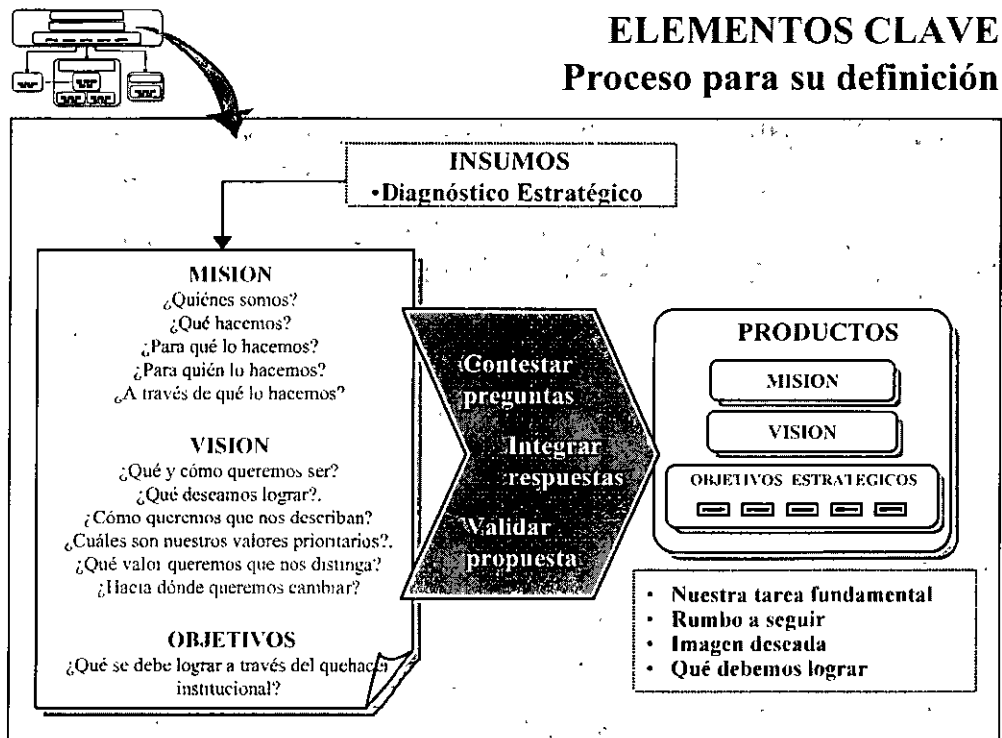 ELEMENTOS CLAVE
Proceso para su definición
INSUMOS
•Diagnóstico Estratégico
MISION
¿Quiénes somos?
¿Qué hacemos?
¿Para qué lo hacemos?
¿Para quién lo hacemos?
¿A través de qué lo hacemos?
VISION
¿Qué y cómo queremos ser?
¿Qué deseamos lograr?.
¿Cómo queremos que nos describan?
¿Cuáles son nuestros valores prioritarios?.
¿Qué valor queremos que nos distinga?
¿Hacia dónde queremos cambiar?
OBJETIVOS
¿Qué se debe lograr a través del quehacer
institucional?
Contestar
preguntas
Integrar
respuestas
Validar
propuesta
PRODUCTOS
MISION
VISION
OBJETIVOS ESTRATEGICOS
• Nuestra tarea fundamental
• Rumbo a seguir
• Imagen deseada
• Qué debemos lograr